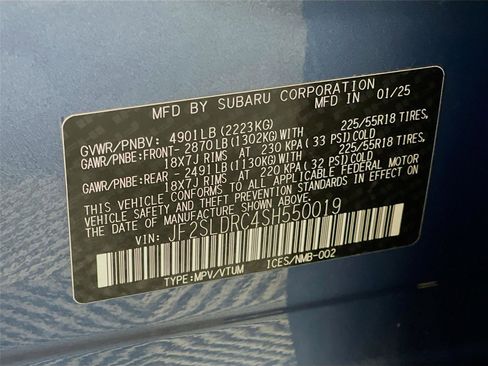 MFD BY SUBARU CORPORATION IN 01/25
GVWR/PNBV: 4901LB (2223KG)
GAWR/PNBE:FRONT- 2870LB (1302KG)WITH 225/55R18 TIRES,
18X7J RIMS AT 230 KPA ( 33 PSI)COLD
GAWR/PNBE:REAR - 2491LB (1130KG)WITH 225/55R18 TIRES,
18X7J RIMS AT 220 KPA ( 32 PSI)COLD
THIS VEHICLE CONFORMS TO ALL APPLICABLE FEDERAL MOTOR
VEHICLE SAFETY AND THEFT PREVENTION STANDARDS IN EFFECT ON
THE DATE OF MANUFACTURE SHOWN ABOVE.
VIN: JF2SLDRC4SH550019
TYPE:MPV/VTUM ICES/NMB-002